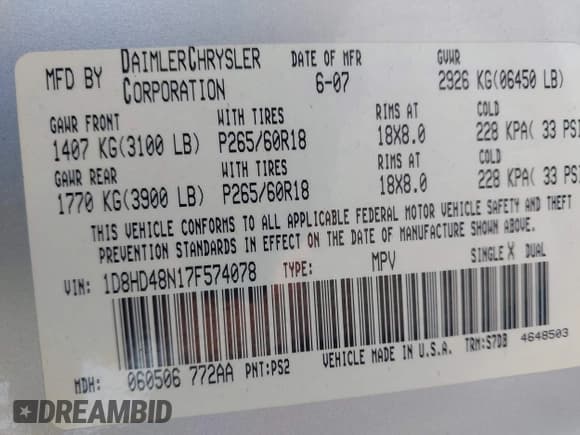 MFD BY DAIMLERCHRYSLER CORPORATION DATE OF MFR 6-07 GVWR 2926 KG(06450 LB)
GAWR FRONT WITH TIRES RIMS AT COLD
1407 KG(3100 LB) P265/60R18 18X8.0 228 KPA( 33 PSI
GAWR REAR WITH TIRES RIMS AT COLD
1770 KG(3900 LB) P265/60R18 18X8.0 228 KPA( 33 PSI
THIS VEHICLE CONFORMS TO ALL APPLICABLE FEDERAL MOTOR VEHICLE SAFETY AND THEFT
PREVENTION STANDARDS IN EFFECT ON THE DATE OF MANUFACTURE SHOWN ABOVE.
VIN: 1D8HD48N17F574078 TYPE: MPV SINGLE X DUAL
MDH: 060506 772AA PNT:PS2 VEHICLE MADE IN U.S.A. TRM:S7DB 4648503
DREAMBID